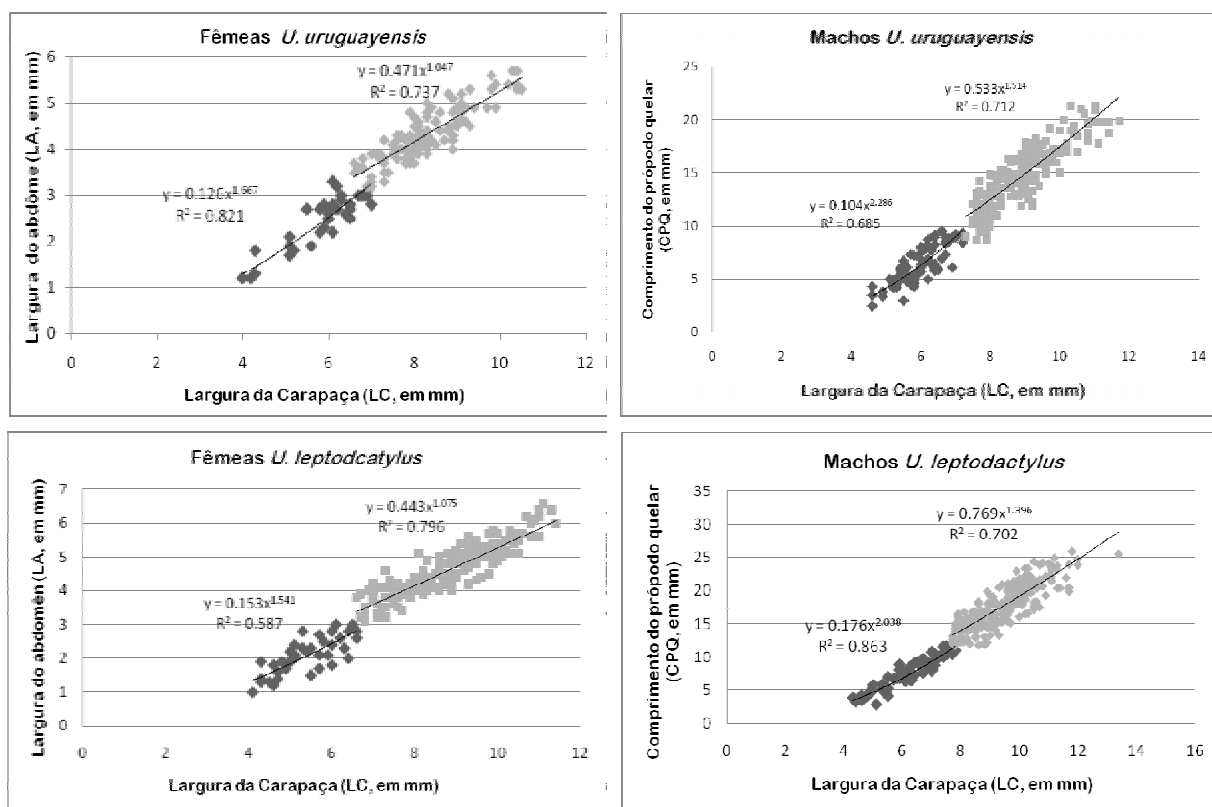 Fêmeas U. uruguayensis
Largura do abdôme (LA, em mm)
6
5
4
3
2
1
0
y = 0.471x^1.047
R² = 0.737
y = 0.126x^1.667
R² = 0.821
0 2 4 6 8 10 12
Largura da Carapaça (LC, em mm)
Machos U. uruguayensis
Comprimento do própodo quelar
(CPQ, em mm)
25
20
15
10
5
0
y = 0.533x^1.514
R² = 0.712
y = 0.104x^2.286
R² = 0.685
0 2 4 6 8 10 12 14
Largura da Carapaça (LC, em mm)
Fêmeas U. leptodcatylus
Largura do abdomên (LA, em mm)
7
6
5
4
3
2
1
0
y = 0.443x^1.075
R² = 0.796
y = 0.153x^1.541
R² = 0.587
0 2 4 6 8 10 12
Largura da Carapaça (LC, em mm)
Machos U. leptodactylus
Comprimento do própodo quelar
(CPQ, em mm)
35
30
25
20
15
10
5
0
y = 0.769x^1.396
R² = 0.702
y = 0.176x^2.038
R² = 0.863
0 2 4 6 8 10 12 14 16
Largura da Carapaça (LC, em mm)